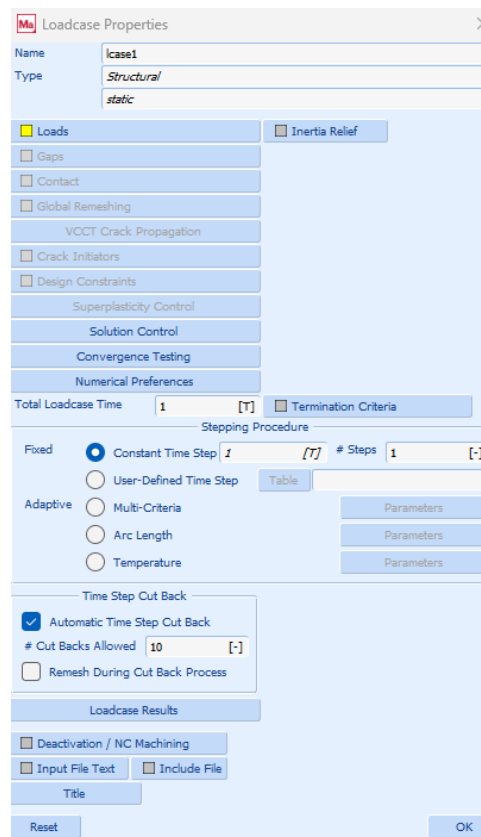 Ma Loadcase Properties
Name lcase1
Type Structural
static
Loads Inertia Relief
Gaps
Contact
Global Remeshing
VCCT Crack Propagation
Crack Initiators
Design Constraints
Superplasticity Control
Solution Control
Convergence Testing
Numerical Preferences
Total Loadcase Time 1 [T] Termination Criteria
Stepping Procedure
Fixed Constant Time Step 1 [T] # Steps 1 [-]
User-Defined Time Step Table
Adaptive Multi-Criteria Parameters
Arc Length Parameters
Temperature Parameters
Time Step Cut Back
Automatic Time Step Cut Back
# Cut Backs Allowed 10 [-]
Remesh During Cut Back Process
Loadcase Results
Deactivation / NC Machining
Input File Text Include File
Title
Reset OK